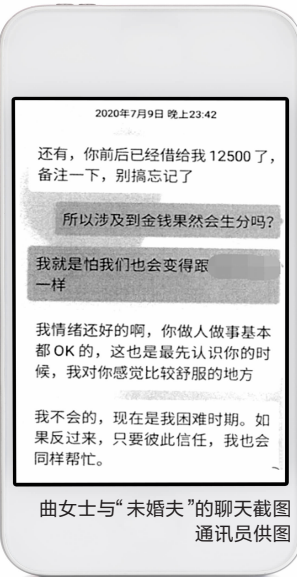 2020年7月9日 晚上23:42
还有，你前后已经借给我12500了，
备注一下，别搞忘记了
所以涉及到金钱果然会生分吗？
我就是怕我们也会变得跟
一样
我情绪还好的啊，你做人做事基本
都OK的，这也是最先认识你的时
候，我对你感觉比较舒服的地方
我不会的，现在是我困难时期。如
果反过来，只要彼此信任，我也会
同样帮忙。
曲女士与“未婚夫”的聊天截图
通讯员供图